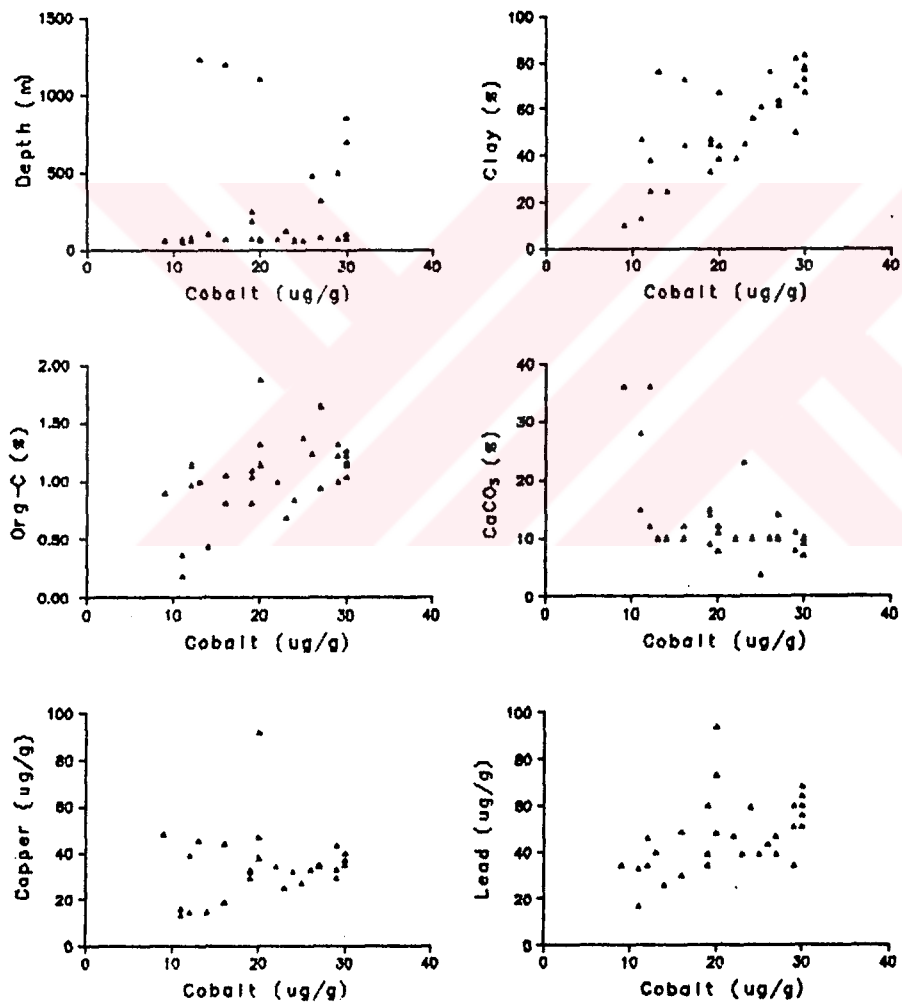 1500
1000
500
0
Depth (m)
0 10 20 30 40
Cobalt (ug/g)
100
80
60
40
20
0
Clay (%)
0 10 20 30 40
Cobalt (ug/g)
2.00
1.50
1.00
0.50
0.00
Org-C (%)
0 10 20 30 40
Cobalt (ug/g)
40
30
20
10
0
CaCO₃ (%)
0 10 20 30 40
Cobalt (ug/g)
100
80
60
40
20
0
Copper (ug/g)
0 10 20 30 40
Cobalt (ug/g)
100
80
60
40
20
0
Lead (ug/g)
0 10 20 30 40
Cobalt (ug/g)